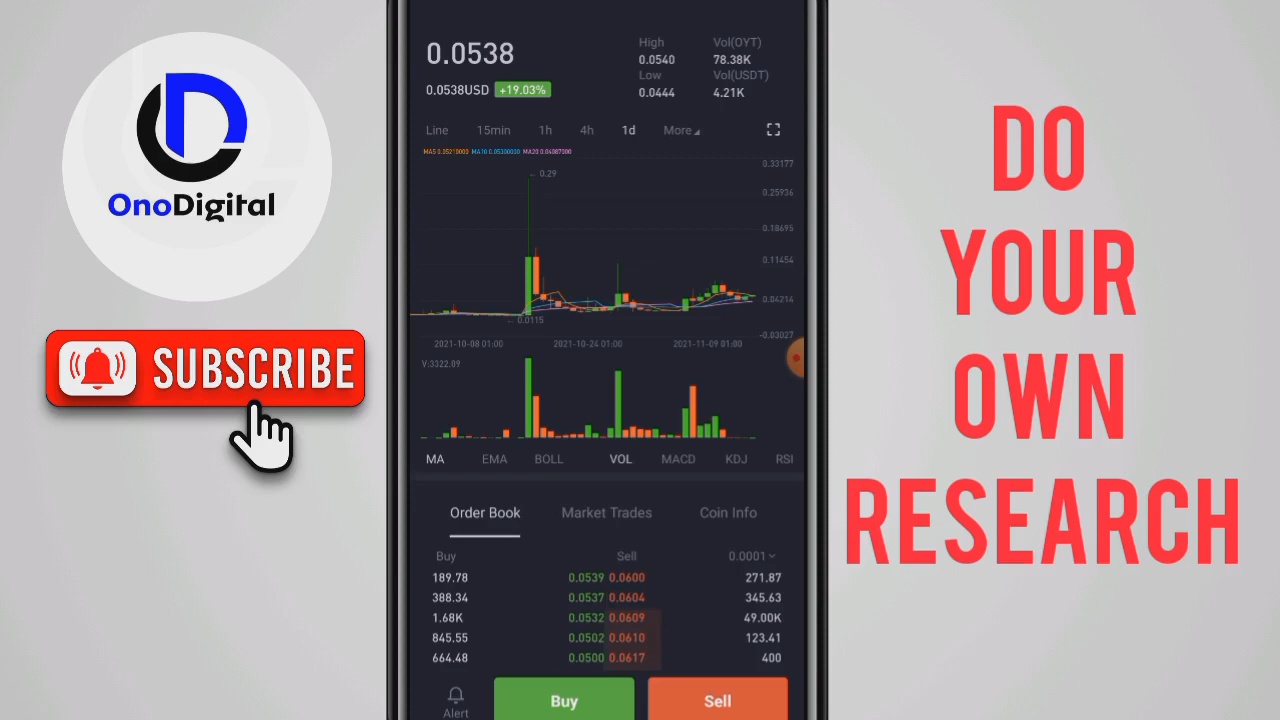 OnoDigital
SUBSCRIBE
0.0538
0.0538USD +19.03%
High Vol(OYT)
0.0540 78.38K
Low Vol(USDT)
0.0444 4.21K
Line 15min 1h 4h 1d More
0.33177
← 0.29
0.25936
0.18695
0.11454
0.04214
← 0.0115
-0.03027
2021-10-08 01:00 2021-10-24 01:00 2021-11-09 01:00
V:3322.09
MA EMA BOLL VOL MACD KDJ RSI
Order Book Market Trades Coin Info
Buy Sell 0.0001
189.78 0.0539 0.0600 271.87
388.34 0.0537 0.0604 345.63
1.68K 0.0532 0.0609 49.00K
845.55 0.0502 0.0610 123.41
664.48 0.0500 0.0617 400
Alert Buy Sell
DO
YOUR
OWN
RESEARCH